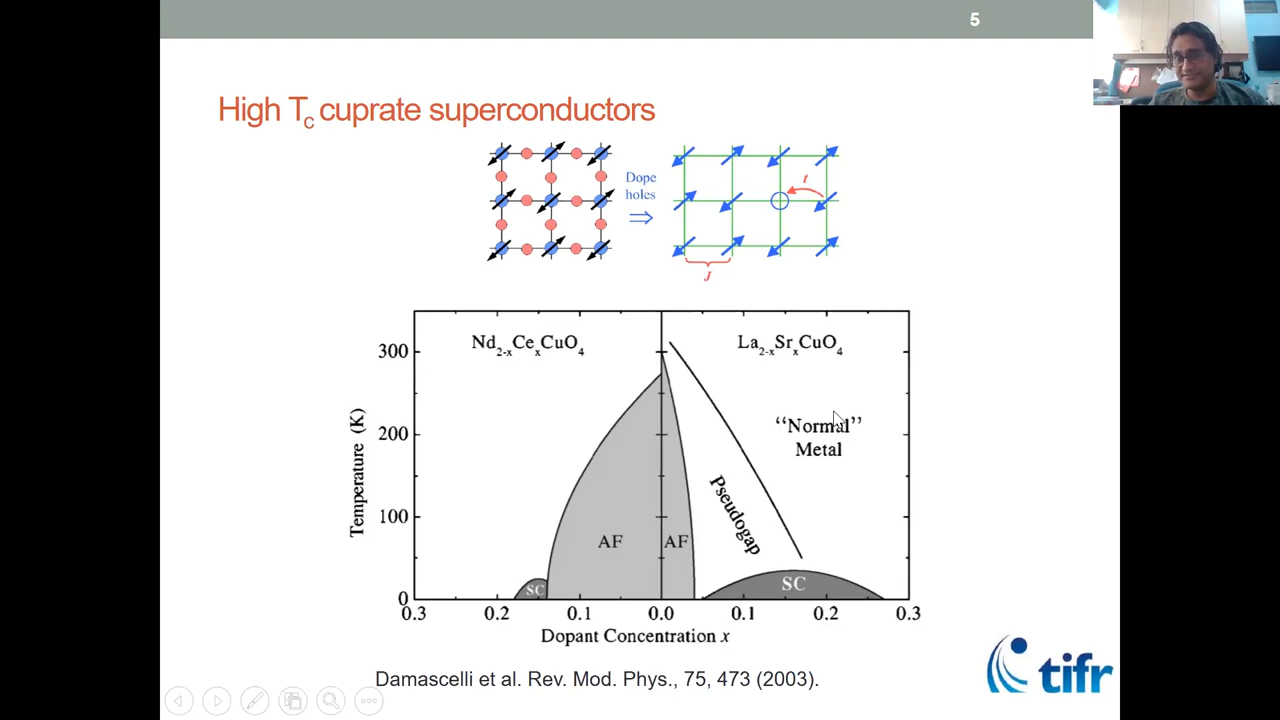 5
High Tc cuprate superconductors
Dope
holes
⇒
t
J
Nd2-xCexCuO4
La2-xSrxCuO4
300
200
100
0
Temperature (K)
“Normal”
Metal
Pseudogap
AF
AF
SC
SC
0.3
0.2
0.1
0.0
0.1
0.2
0.3
Dopant Concentration x
Damascelli et al. Rev. Mod. Phys., 75, 473 (2003).
tifr